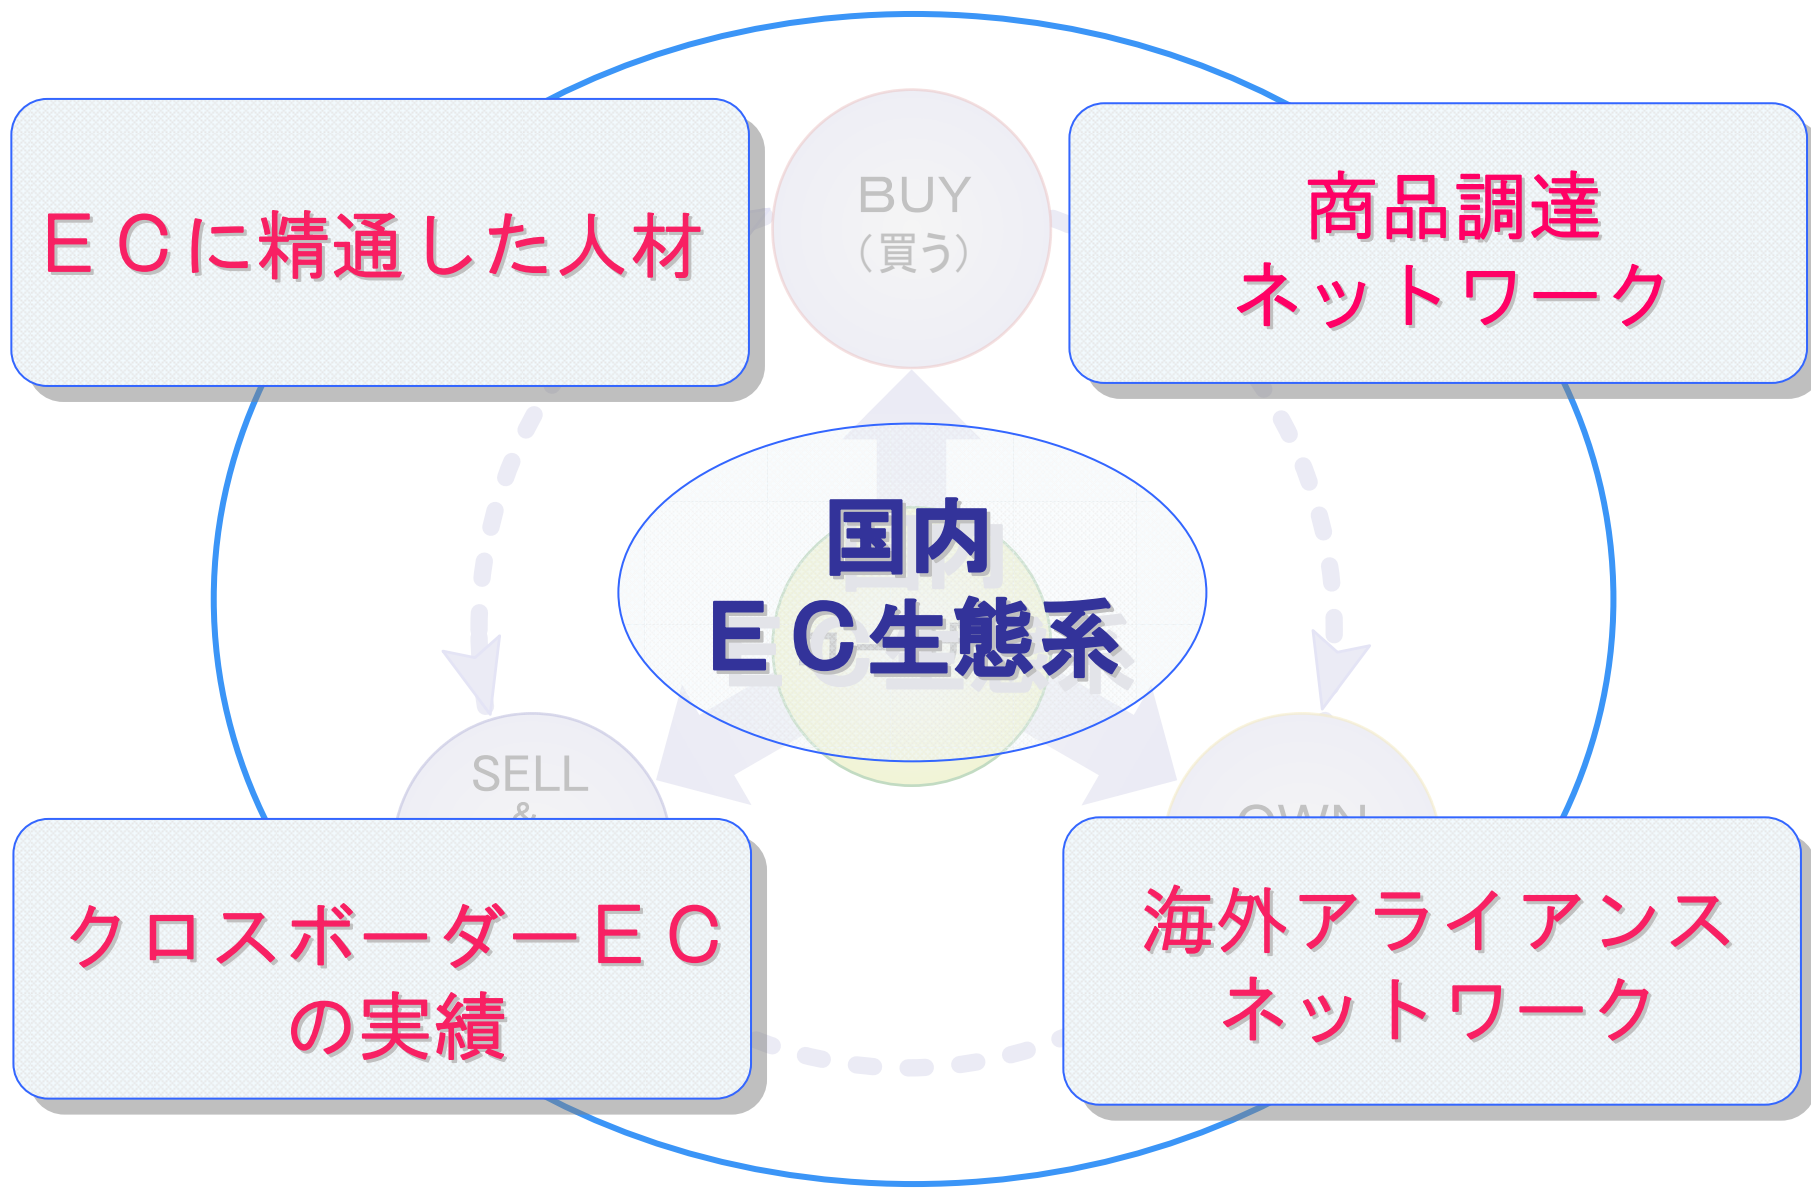 ＥＣに精通した人材
BUY
（買う）
商品調達
ネットワーク
国内
ＥＣ生態系
SELL
&
OWN
クロスボーダーＥＣ
の実績
海外アライアンス
ネットワーク